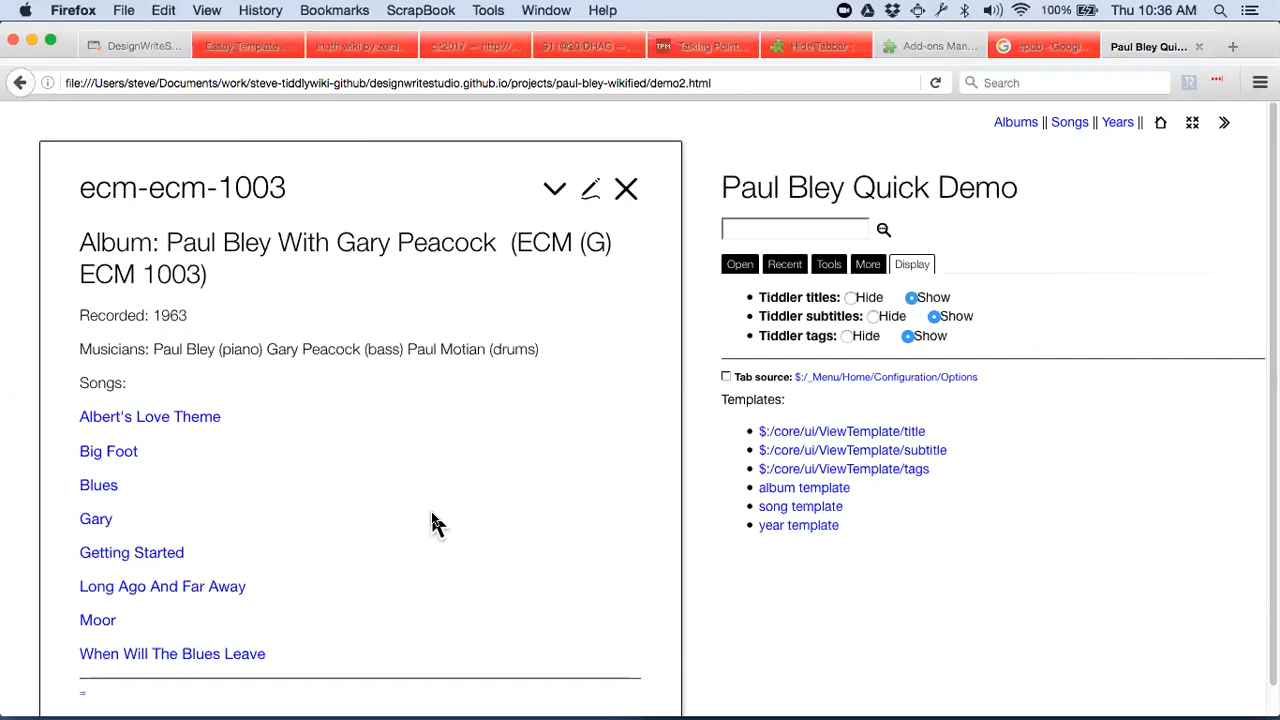 Firefox File Edit View History Bookmarks ScrapBook Tools Window Help 100% Thu 10:36 AM
DesignWriteS... Essay Template math wiki by zora... ct2017 — http://... 91 @20 DHAG — TPM Talking Point... Hide Tabbar Add-ons Man... epub - Googl... Paul Bley Qui...
file:///Users/steve/Documents/work/steve-tiddlywiki-github/designwritestudio.github.io/projects/paul-bley-wikified/demo2.html Search
Albums || Songs || Years ||
ecm-ecm-1003
Album: Paul Bley With Gary Peacock (ECM (G)
ECM 1003)
Recorded: 1963
Musicians: Paul Bley (piano) Gary Peacock (bass) Paul Motian (drums)
Songs:
Albert's Love Theme
Big Foot
Blues
Gary
Getting Started
Long Ago And Far Away
Moor
When Will The Blues Leave
=
Paul Bley Quick Demo
Open Recent Tools More Display
• Tiddler titles: Hide Show
• Tiddler subtitles: Hide Show
• Tiddler tags: Hide Show
Tab source: $:/_Menu/Home/Configuration/Options
Templates:
• $:/core/ui/ViewTemplate/title
• $:/core/ui/ViewTemplate/subtitle
• $:/core/ui/ViewTemplate/tags
• album template
• song template
• year template